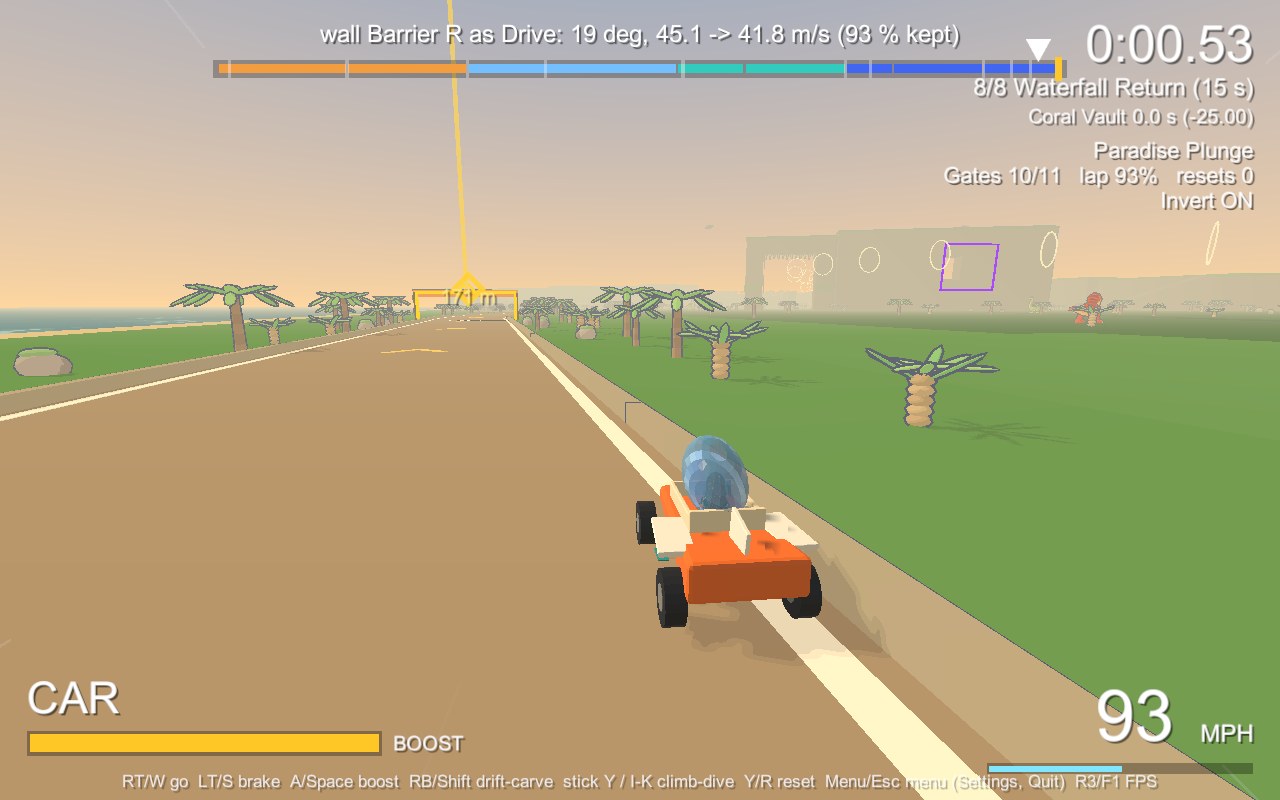 wall Barrier R as Drive: 19 deg, 45.1 -> 41.8 m/s (93 % kept)
0:00.53
8/8 Waterfall Return (15 s)
Coral Vault 0.0 s (-25.00)
Paradise Plunge
Gates 10/11 lap 93% resets 0
Invert ON
171 m
CAR
BOOST
93 MPH
RT/W go LT/S brake A/Space boost RB/Shift drift-carve stick Y / I-K climb-dive Y/R reset Menu/Esc menu (Settings, Quit) R3/F1 FPS